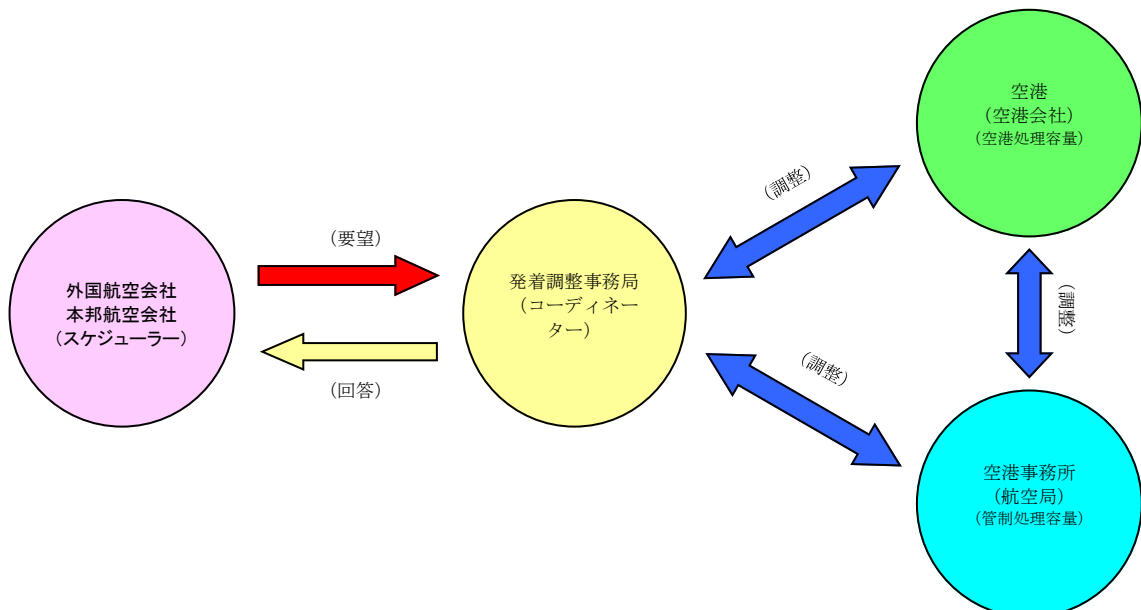 外国航空会社
本邦航空会社
(スケジューラー)
(要望)
(回答)
発着調整事務局
(コーディネー
ター)
(調整)
(調整)
空港
(空港会社)
(空港処理容量)
(調整)
空港事務所
(航空局)
(管制処理容量)